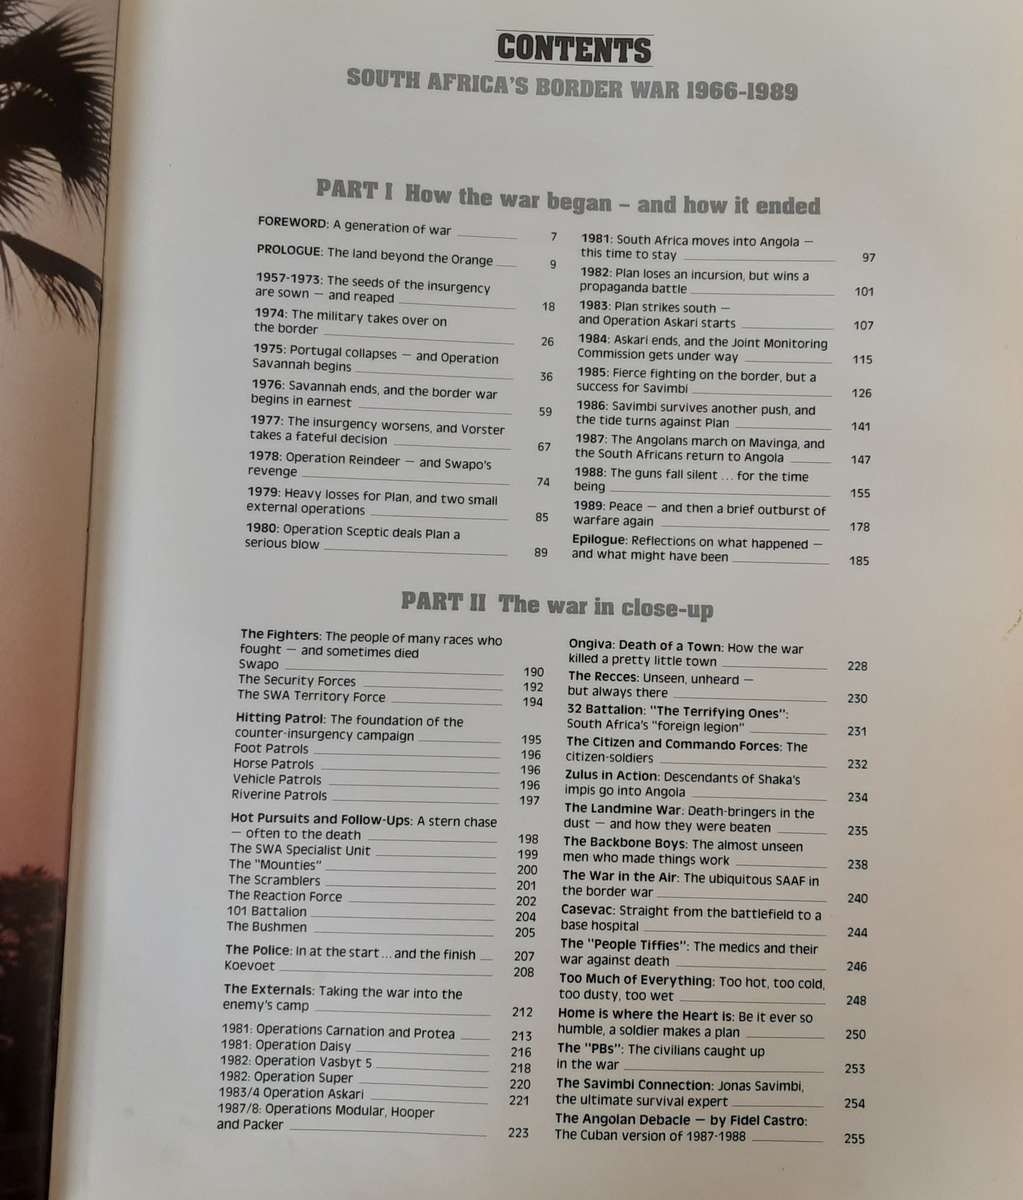 CONTENTS
SOUTH AFRICA'S BORDER WAR 1966-1989
PART I How the war began – and how it ended
FOREWORD: A generation of war 7
PROLOGUE: The land beyond the Orange 9
1957-1973: The seeds of the insurgency
are sown — and reaped 18
1974: The military takes over on
the border 26
1975: Portugal collapses — and Operation
Savannah begins 36
1976: Savannah ends, and the border war
begins in earnest 59
1977: The insurgency worsens, and Vorster
takes a fateful decision 67
1978: Operation Reindeer — and Swapo's
revenge 74
1979: Heavy losses for Plan, and two small
external operations 85
1980: Operation Sceptic deals Plan a
serious blow 89
1981: South Africa moves into Angola —
this time to stay 97
1982: Plan loses an incursion, but wins a
propaganda battle 101
1983: Plan strikes south —
and Operation Askari starts 107
1984: Askari ends, and the Joint Monitoring
Commission gets under way 115
1985: Fierce fighting on the border, but a
success for Savimbi 126
1986: Savimbi survives another push, and
the tide turns against Plan 141
1987: The Angolans march on Mavinga, and
the South Africans return to Angola 147
1988: The guns fall silent ... for the time
being 155
1989: Peace — and then a brief outburst of
warfare again 178
Epilogue: Reflections on what happened —
and what might have been 185
PART II The war in close-up
The Fighters: The people of many races who
fought — and sometimes died
Swapo 190
The Security Forces 192
The SWA Territory Force 194
Hitting Patrol: The foundation of the
counter-insurgency campaign 195
Foot Patrols 196
Horse Patrols 196
Vehicle Patrols 196
Riverine Patrols 197
Hot Pursuits and Follow-Ups: A stern chase
— often to the death 198
The SWA Specialist Unit 199
The "Mounties" 200
The Scramblers 201
The Reaction Force 202
101 Battalion 204
The Bushmen 205
The Police: In at the start ... and the finish 207
Koevoet 208
The Externals: Taking the war into the
enemy's camp 212
1981: Operations Carnation and Protea 213
1981: Operation Daisy 216
1982: Operation Vasbyt 5 218
1982: Operation Super 220
1983/4 Operation Askari 221
1987/8: Operations Modular, Hooper
and Packer 223
Ongiva: Death of a Town: How the war
killed a pretty little town 228
The Recces: Unseen, unheard —
but always there 230
32 Battalion: "The Terrifying Ones":
South Africa's "foreign legion" 231
The Citizen and Commando Forces: The
citizen-soldiers 232
Zulus in Action: Descendants of Shaka's
impis go into Angola 234
The Landmine War: Death-bringers in the
dust — and how they were beaten 235
The Backbone Boys: The almost unseen
men who made things work 238
The War in the Air: The ubiquitous SAAF in
the border war 240
Casevac: Straight from the battlefield to a
base hospital 244
The "People Tiffies": The medics and their
war against death 246
Too Much of Everything: Too hot, too cold,
too dusty, too wet 248
Home is where the Heart is: Be it ever so
humble, a soldier makes a plan 250
The "PBs": The civilians caught up
in the war 253
The Savimbi Connection: Jonas Savimbi,
the ultimate survival expert 254
The Angolan Debacle — by Fidel Castro:
The Cuban version of 1987-1988 255